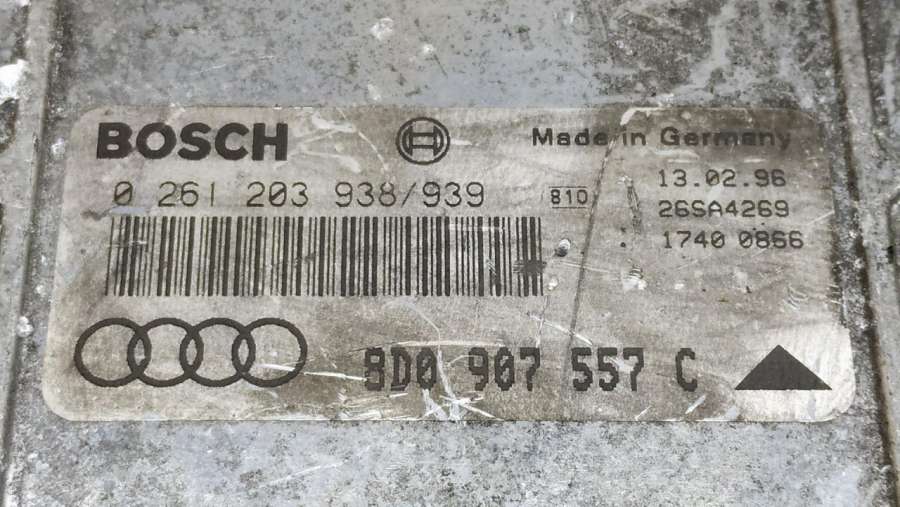 BOSCH
Made in Germany
0 261 203 938/939
810
13.02.96
26SA4269
1740 0866
8D0 907 557 C